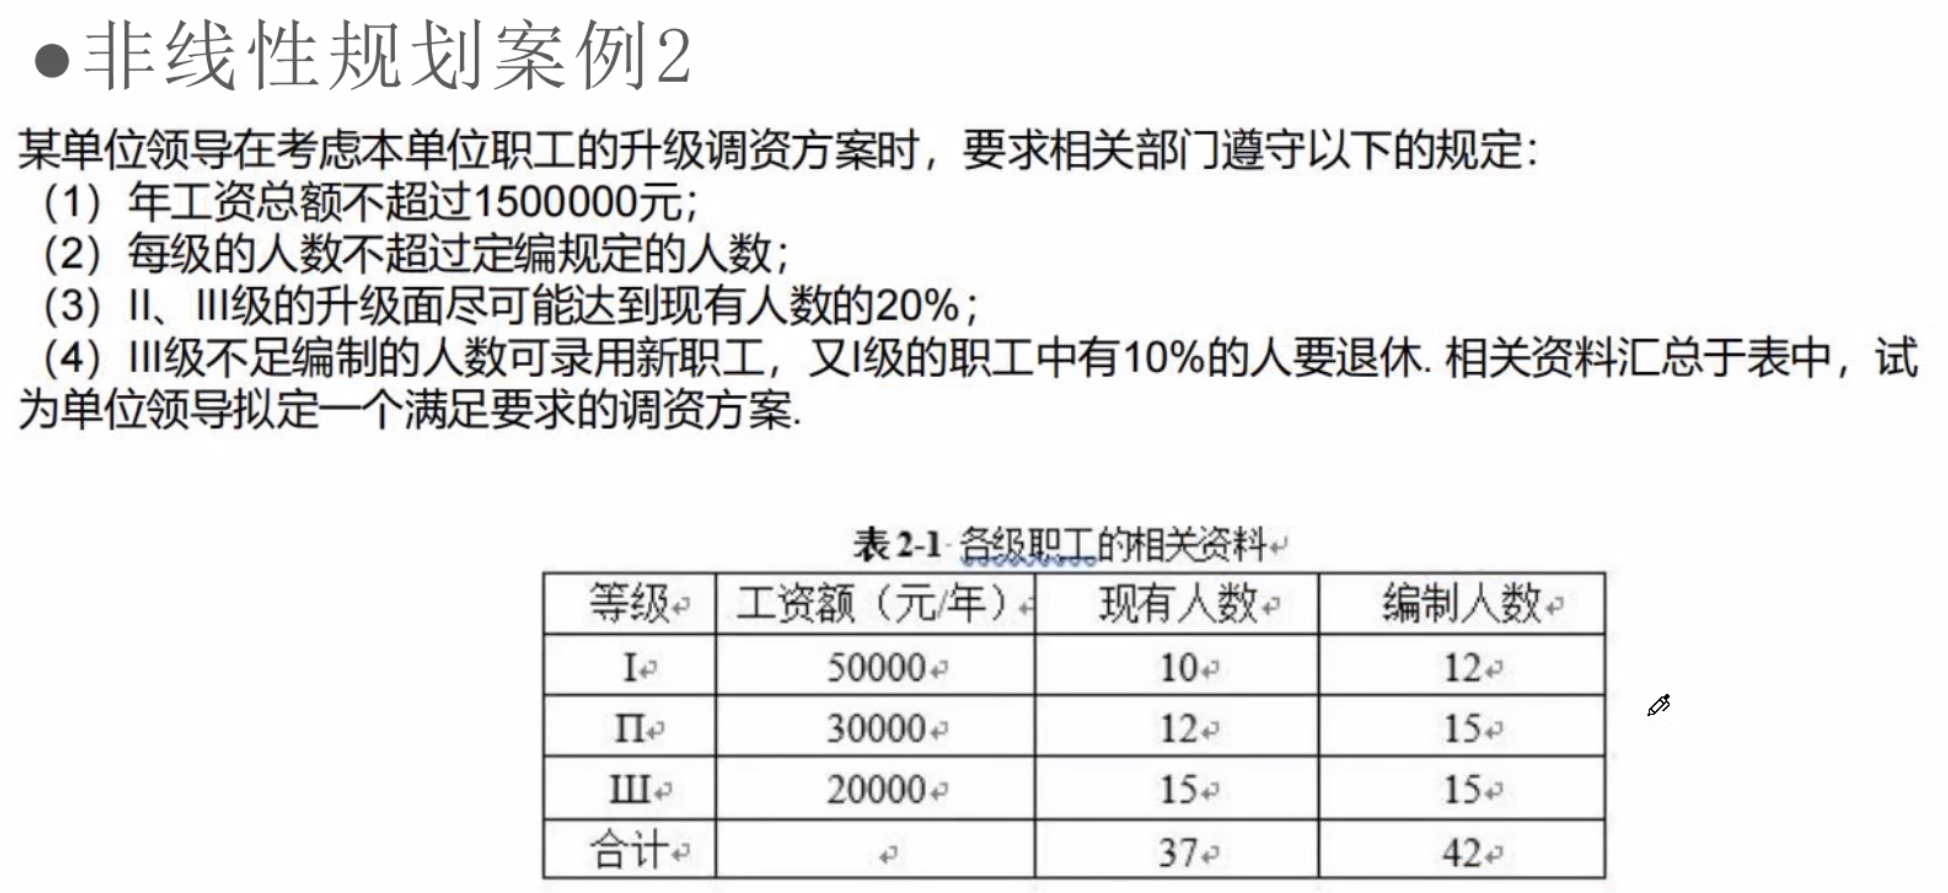 ●非线性规划案例2
某单位领导在考虑本单位职工的升级调资方案时，要求相关部门遵守以下的规定：
（1）年工资总额不超过1500000元；
（2）每级的人数不超过定编规定的人数；
（3）II、III级的升级面尽可能达到现有人数的20%；
（4）III级不足编制的人数可录用新职工，又I级的职工中有10%的人要退休. 相关资料汇总于表中，试
为单位领导拟定一个满足要求的调资方案.
表 2-1 各级职工的相关资料
等级 工资额（元/年） 现有人数 编制人数
I 50000 10 12
П 30000 12 15
Ш 20000 15 15
合计 37 42